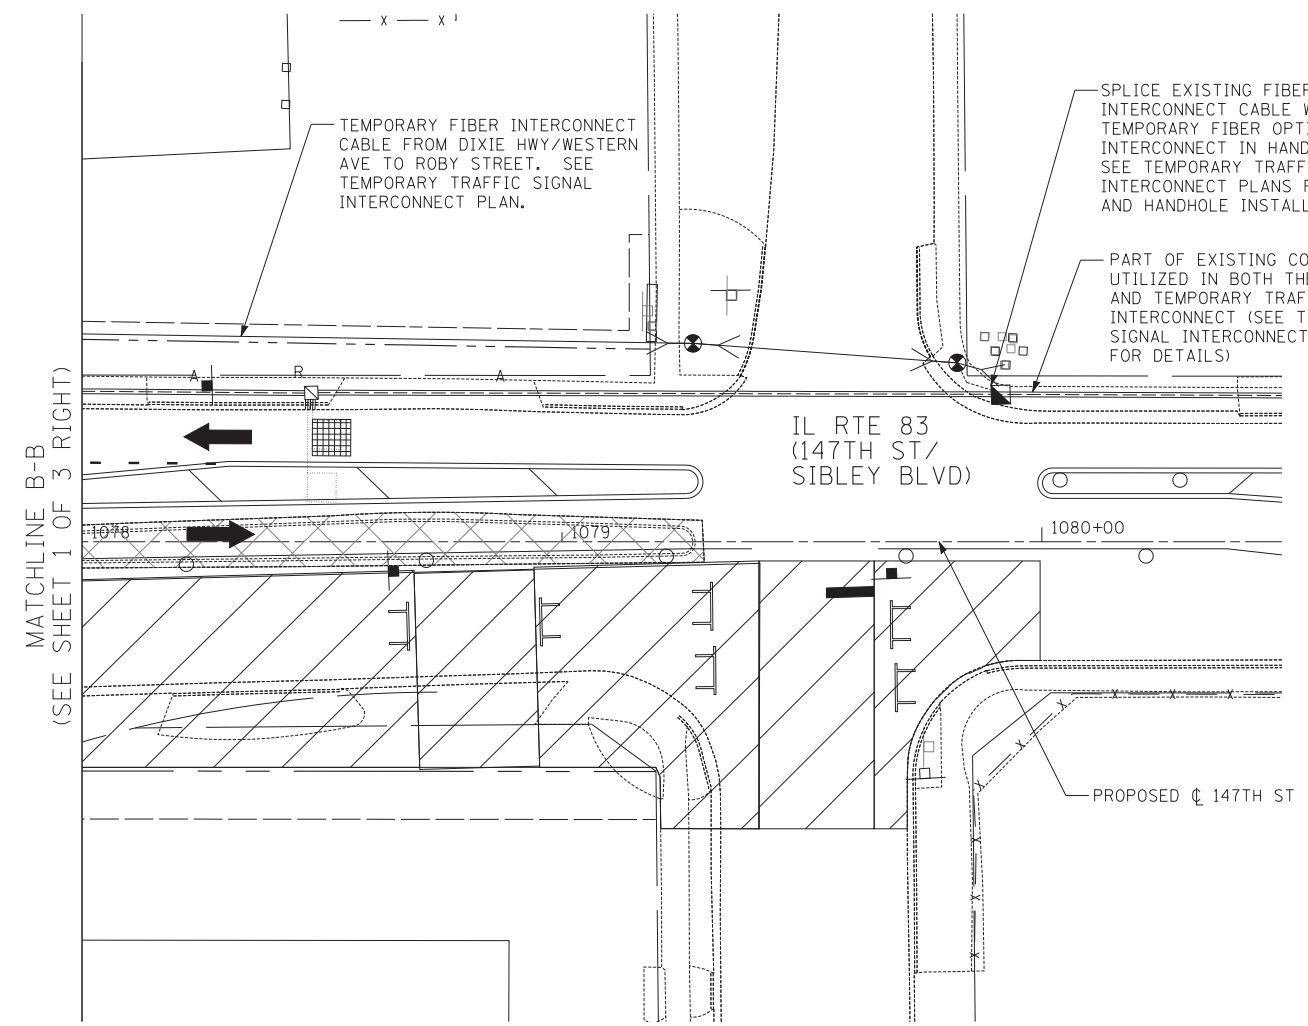 TEMPORARY FIBER INTERCONNECT
CABLE FROM DIXIE HWY/WESTERN
AVE TO ROBY STREET. SEE
TEMPORARY TRAFFIC SIGNAL
INTERCONNECT PLAN.
SPLICE EXISTING FIBER
INTERCONNECT CABLE W
TEMPORARY FIBER OPTI
INTERCONNECT IN HAND
SEE TEMPORARY TRAFF
INTERCONNECT PLANS F
AND HANDHOLE INSTALL
PART OF EXISTING CO
UTILIZED IN BOTH THE
AND TEMPORARY TRAF
INTERCONNECT (SEE T
SIGNAL INTERCONNECT
FOR DETAILS)
A
R
A
IL RTE 83
(147TH ST/
SIBLEY BLVD)
MATCHLINE B-B
(SEE SHEET 1 OF 3 RIGHT)
1078
1079
1080+00
PROPOSED ℄ 147TH ST